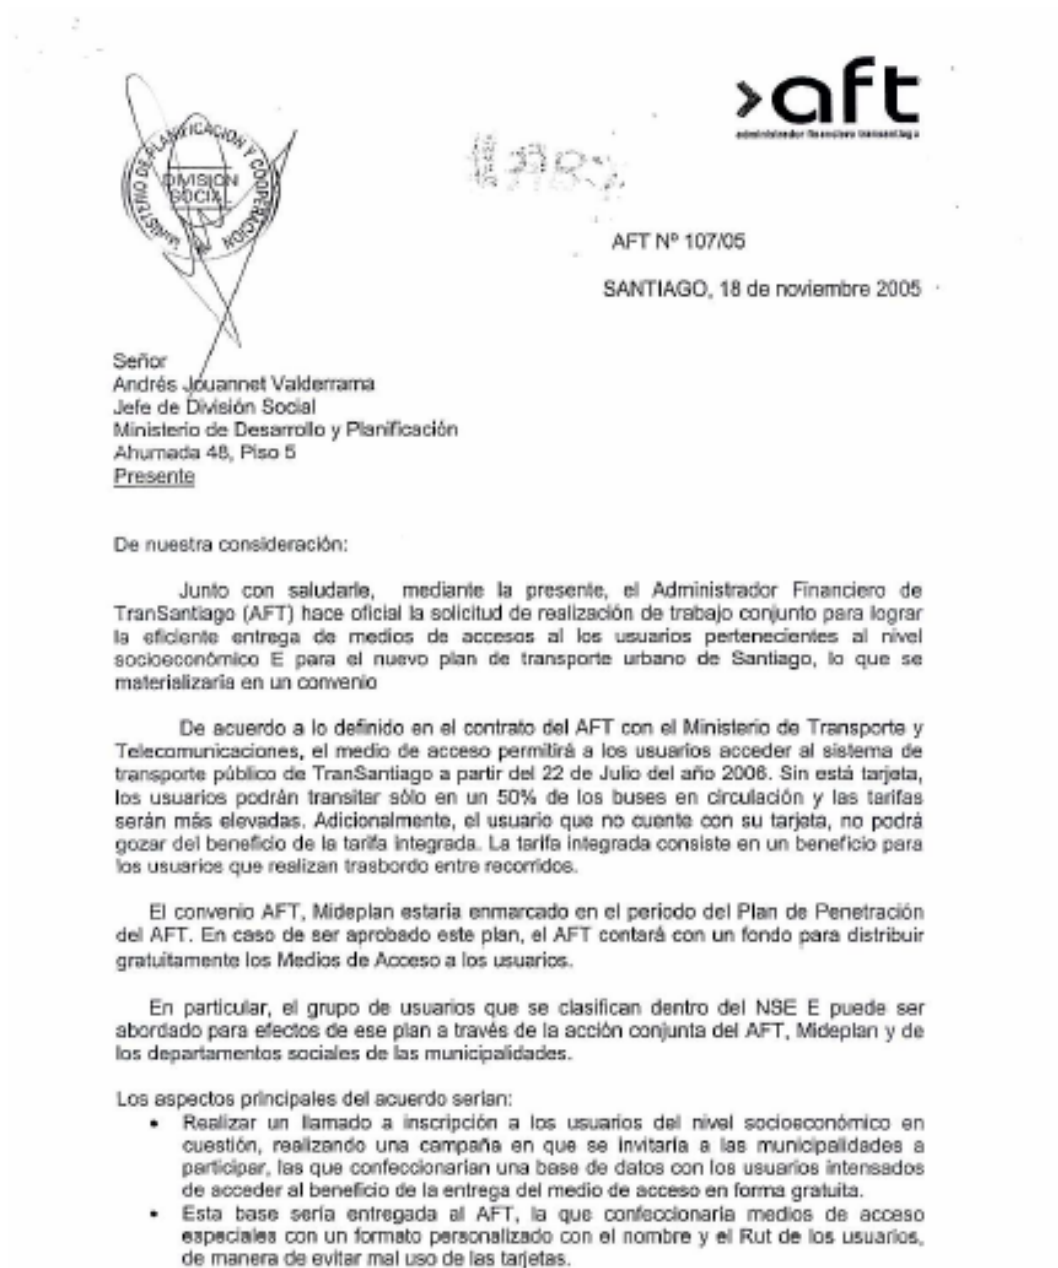 >aft
administrador financiero transantiago
MINISTERIO DE PLANIFICACION Y COOPERACION
DIVISION
SOCIAL
AFT Nº 107/05
SANTIAGO, 18 de noviembre 2005
Señor
Andrés Jouannet Valderrama
Jefe de División Social
Ministerio de Desarrollo y Planificación
Ahumada 48, Piso 5
Presente
De nuestra consideración:
Junto con saludarle, mediante la presente, el Administrador Financiero de
TranSantiago (AFT) hace oficial la solicitud de realización de trabajo conjunto para lograr
la eficiente entrega de medios de accesos al los usuarios pertenecientes al nivel
socioeconómico E para el nuevo plan de transporte urbano de Santiago, lo que se
materializaría en un convenio
De acuerdo a lo definido en el contrato del AFT con el Ministerio de Transporte y
Telecomunicaciones, el medio de acceso permitirá a los usuarios acceder al sistema de
transporte público de TranSantiago a partir del 22 de Julio del año 2006. Sin está tarjeta,
los usuarios podrán transitar sólo en un 50% de los buses en circulación y las tarifas
serán más elevadas. Adicionalmente, el usuario que no cuente con su tarjeta, no podrá
gozar del beneficio de la tarifa integrada. La tarifa integrada consiste en un beneficio para
los usuarios que realizan trasbordo entre recorridos.
El convenio AFT, Mideplan estaría enmarcado en el periodo del Plan de Penetración
del AFT. En caso de ser aprobado este plan, el AFT contará con un fondo para distribuir
gratuitamente los Medios de Acceso a los usuarios.
En particular, el grupo de usuarios que se clasifican dentro del NSE E puede ser
abordado para efectos de ese plan a través de la acción conjunta del AFT, Mideplan y de
los departamentos sociales de las municipalidades.
Los aspectos principales del acuerdo serían:
• Realizar un llamado a inscripción a los usuarios del nivel socioeconómico en
cuestión, realizando una campaña en que se invitaría a las municipalidades a
participar, las que confeccionarían una base de datos con los usuarios intensados
de acceder al beneficio de la entrega del medio de acceso en forma gratuita.
• Esta base sería entregada al AFT, la que confeccionaría medios de acceso
especiales con un formato personalizado con el nombre y el Rut de los usuarios,
de manera de evitar mal uso de las tarjetas.